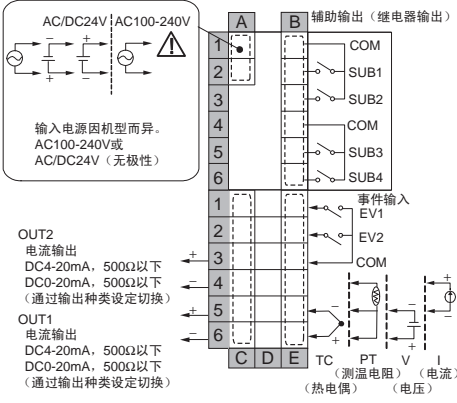 AC/DC24V AC100-240V
− + − +
+ −
输入电源因机型而异。
AC100-240V或
AC/DC24V（无极性）
A B
1
2
3
4
5
6
辅助输出（继电器输出）
COM
SUB1
SUB2
COM
SUB3
SUB4
1
2
3
4
5
6
C D E
事件输入
EV1
EV2
COM
OUT2
电流输出
DC4-20mA，500Ω以下
DC0-20mA，500Ω以下
（通过输出种类设定切换）
+
−
OUT1
电流输出
DC4-20mA，500Ω以下
DC0-20mA，500Ω以下
（通过输出种类设定切换）
+
−
− − +
+ + −
TC PT V I
（测温电阻） （电流）
（热电偶） （电压）